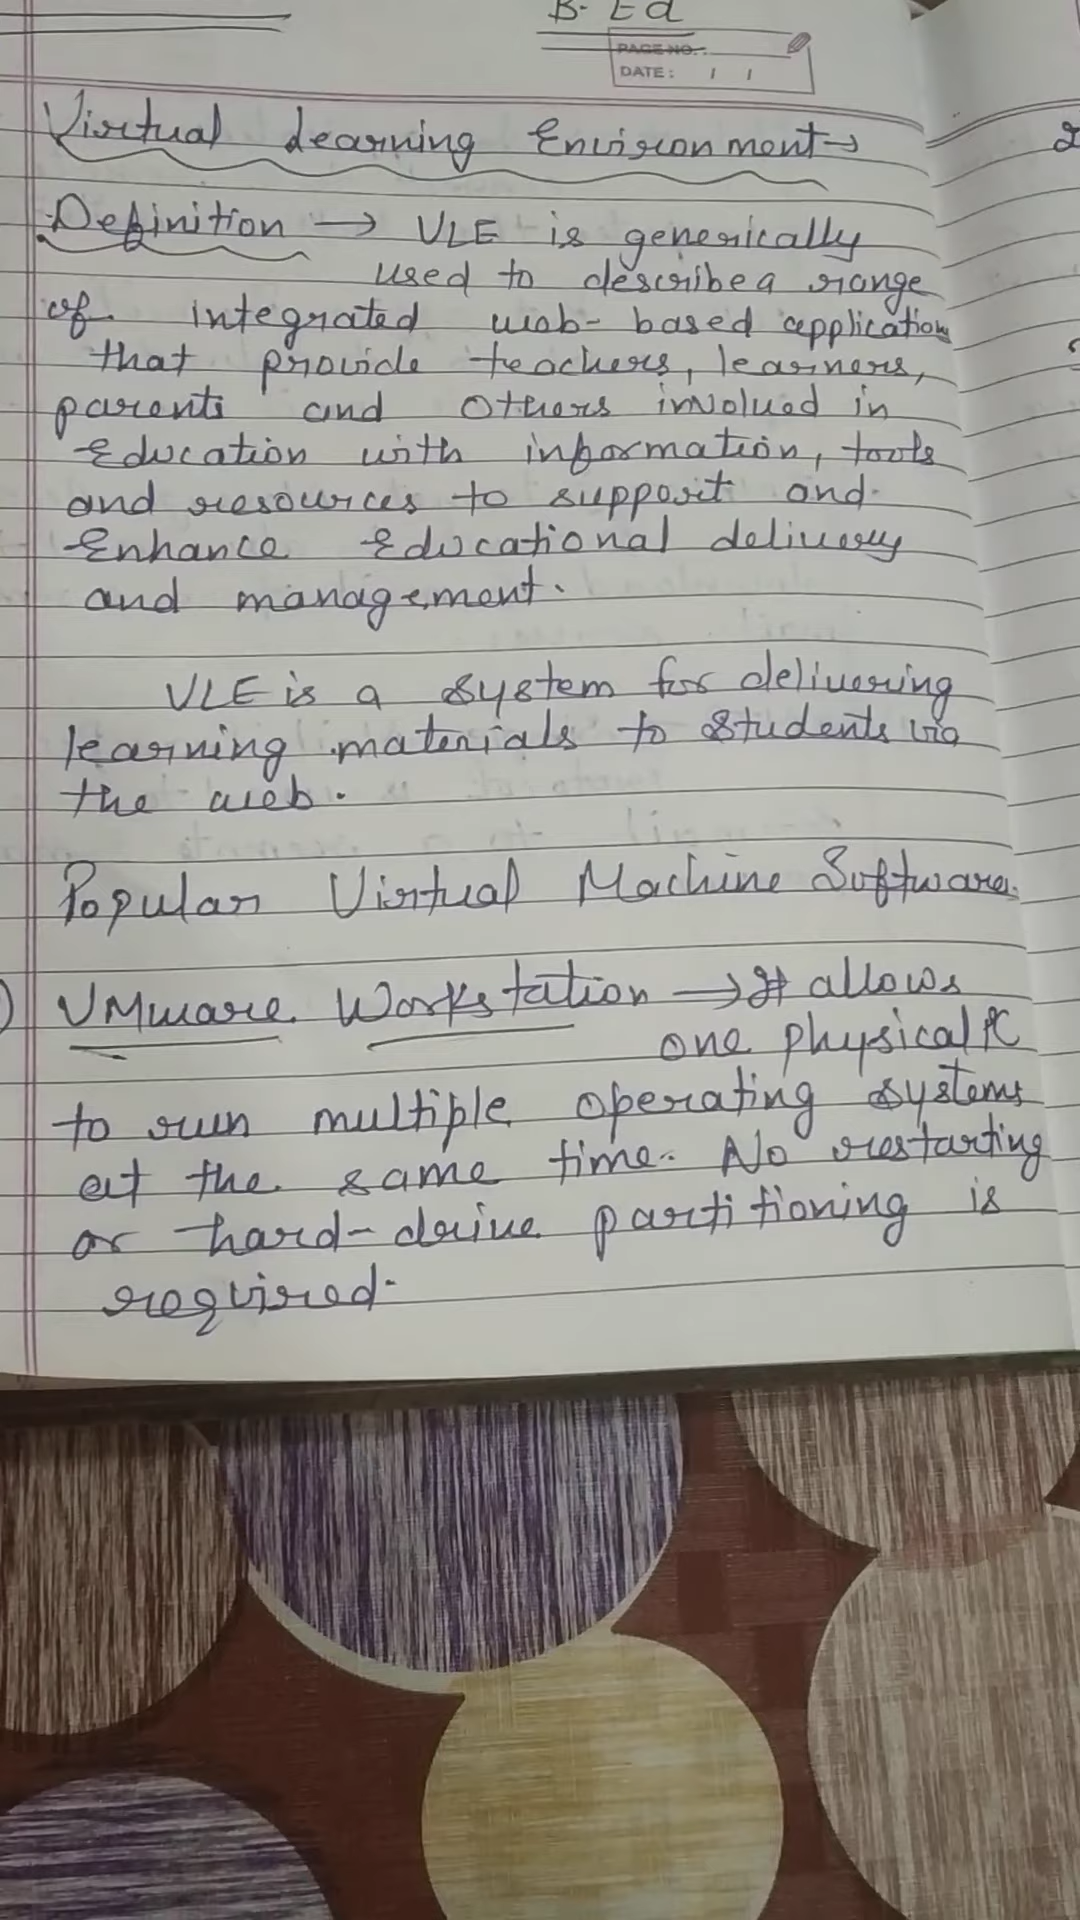 B.Ed
PAGE NO.:
DATE: / /
Virtual Learning Environment →
Definition → VLE is generically
used to describe a range
of integrated web-based application
that provide teachers, learners,
parents and others involved in
Education with information, tools
and resources to support and
Enhance Educational delivery
and management.
VLE is a system for delivering
learning materials to students via
the web.
Popular Virtual Machine Software.
) VMware Workstation → It allows
one physical PC
to run multiple operating systems
at the same time. No restarting
or hard-drive partitioning is
required.
2